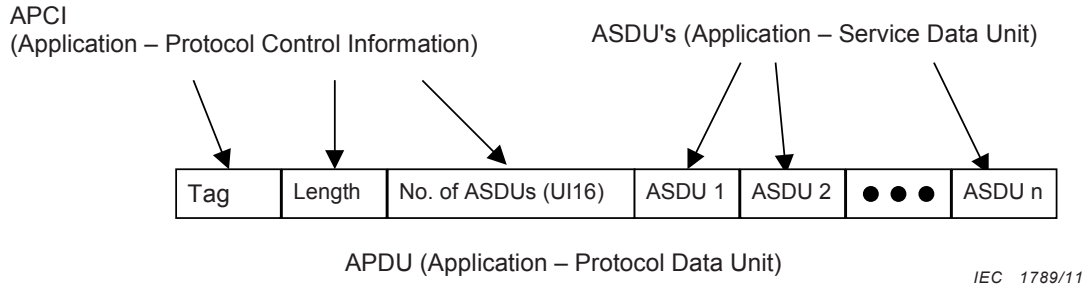 APCI
(Application – Protocol Control Information)
ASDU's (Application – Service Data Unit)
Tag Length No. of ASDUs (UI16) ASDU 1 ASDU 2 ASDU n
APDU (Application – Protocol Data Unit)
IEC 1789/11